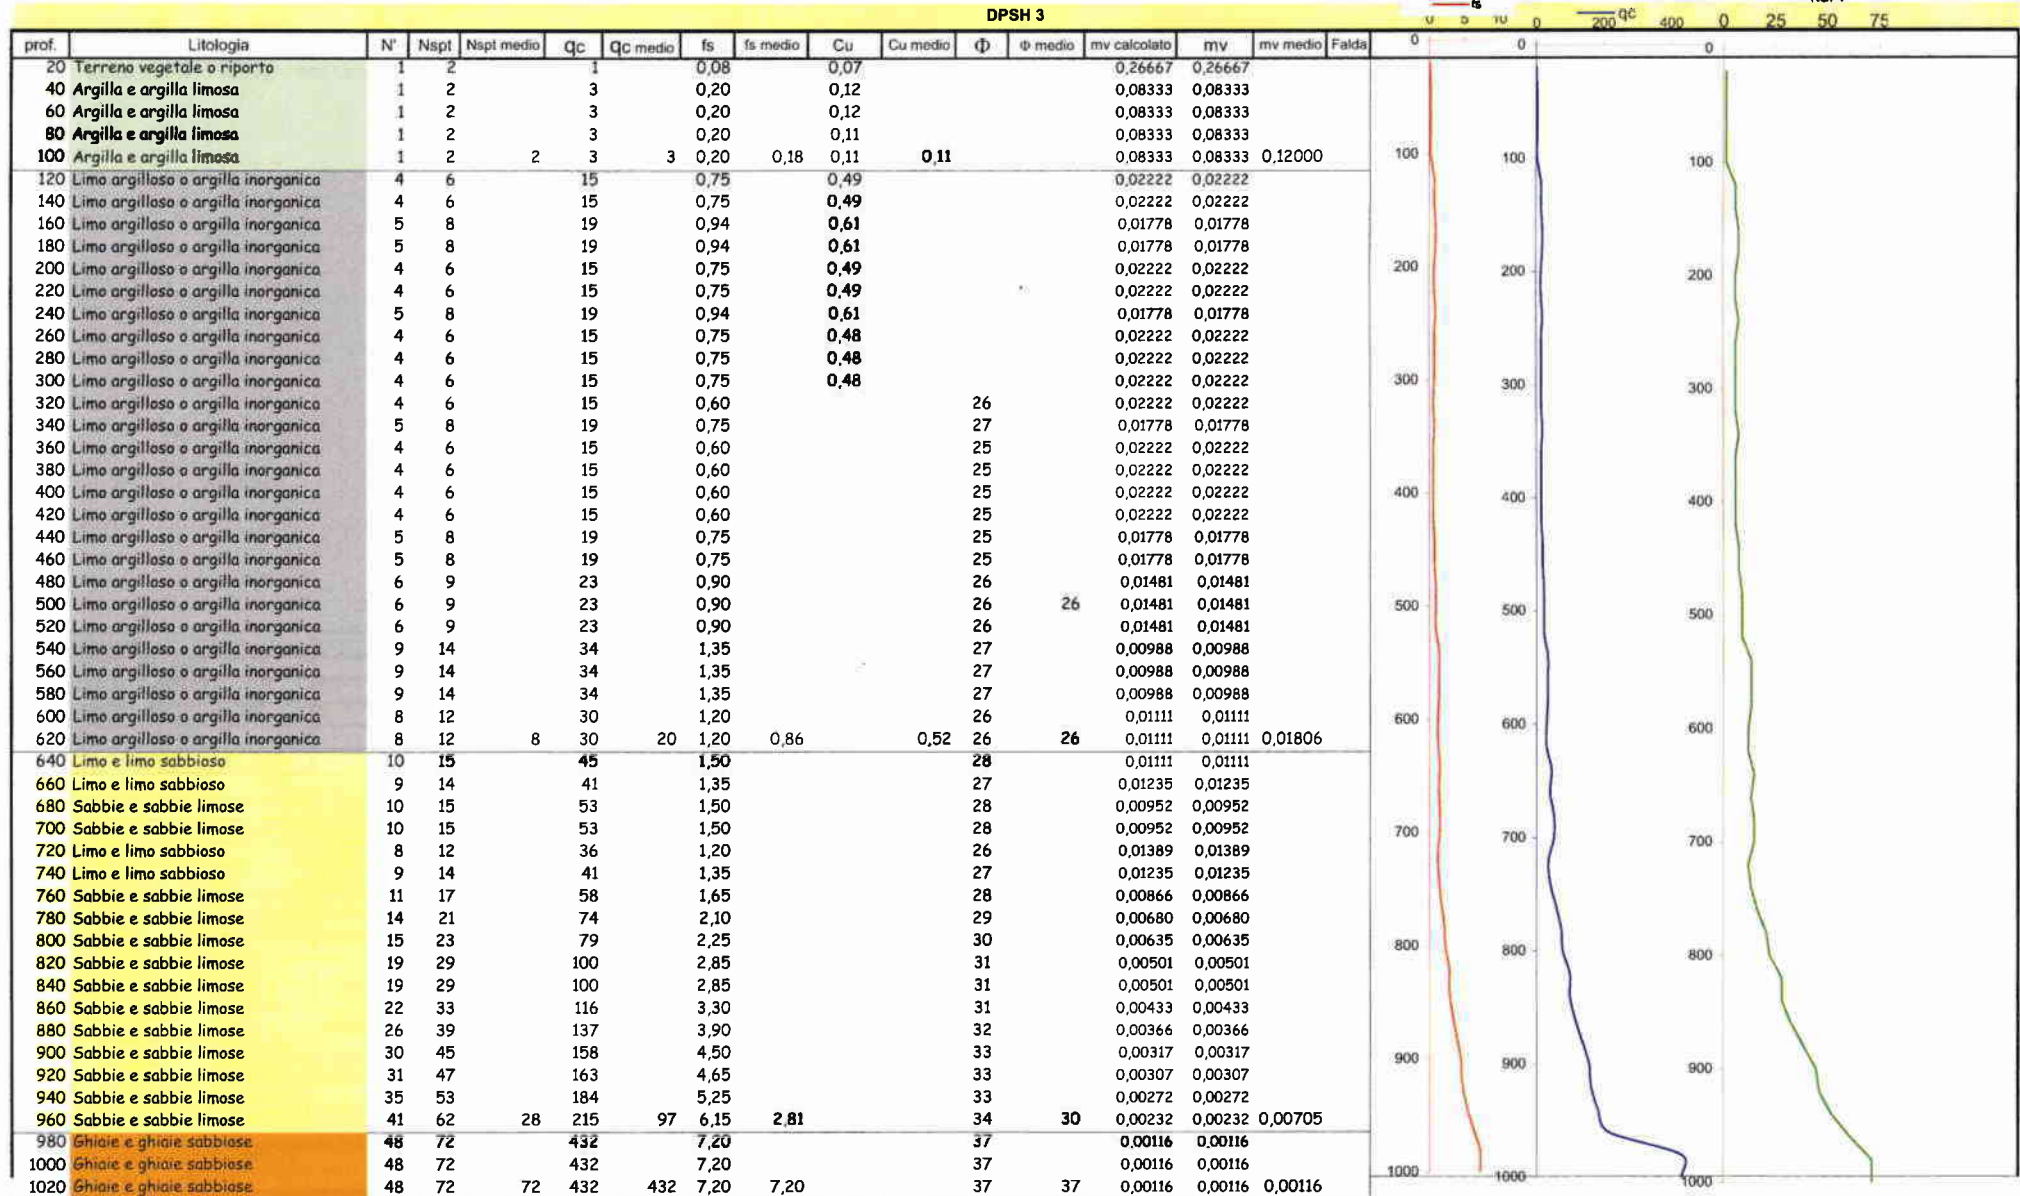 DPSH 3
prof. Litologia N' Nspt Nspt medio qc qc medio fs fs medio Cu Cu medio Φ Φ medio mv calcolato mv mv medio Falda
20 Terreno vegetale o riporto 1 2 1 0,08 0,07 0,26667 0,26667
40 Argilla e argilla limosa 1 2 3 0,20 0,12 0,08333 0,08333
60 Argilla e argilla limosa 1 2 3 0,20 0,12 0,08333 0,08333
80 Argilla e argilla limosa 1 2 3 0,20 0,11 0,08333 0,08333
100 Argilla e argilla limosa 1 2 2 3 3 0,20 0,18 0,11 0,11 0,08333 0,08333 0,12000
120 Limo argilloso o argilla inorganica 4 6 15 0,75 0,49 0,02222 0,02222
140 Limo argilloso o argilla inorganica 4 6 15 0,75 0,49 0,02222 0,02222
160 Limo argilloso o argilla inorganica 5 8 19 0,94 0,61 0,01778 0,01778
180 Limo argilloso o argilla inorganica 5 8 19 0,94 0,61 0,01778 0,01778
200 Limo argilloso o argilla inorganica 4 6 15 0,75 0,49 0,02222 0,02222
220 Limo argilloso o argilla inorganica 4 6 15 0,75 0,49 0,02222 0,02222
240 Limo argilloso o argilla inorganica 5 8 19 0,94 0,61 0,01778 0,01778
260 Limo argilloso o argilla inorganica 4 6 15 0,75 0,48 0,02222 0,02222
280 Limo argilloso o argilla inorganica 4 6 15 0,75 0,48 0,02222 0,02222
300 Limo argilloso o argilla inorganica 4 6 15 0,75 0,48 0,02222 0,02222
320 Limo argilloso o argilla inorganica 4 6 15 0,60 26 0,02222 0,02222
340 Limo argilloso o argilla inorganica 5 8 19 0,75 27 0,01778 0,01778
360 Limo argilloso o argilla inorganica 4 6 15 0,60 25 0,02222 0,02222
380 Limo argilloso o argilla inorganica 4 6 15 0,60 25 0,02222 0,02222
400 Limo argilloso o argilla inorganica 4 6 15 0,60 25 0,02222 0,02222
420 Limo argilloso o argilla inorganica 4 6 15 0,60 25 0,02222 0,02222
440 Limo argilloso o argilla inorganica 5 8 19 0,75 25 0,01778 0,01778
460 Limo argilloso o argilla inorganica 5 8 19 0,75 25 0,01778 0,01778
480 Limo argilloso o argilla inorganica 6 9 23 0,90 26 0,01481 0,01481
500 Limo argilloso o argilla inorganica 6 9 23 0,90 26 26 0,01481 0,01481
520 Limo argilloso o argilla inorganica 6 9 23 0,90 26 0,01481 0,01481
540 Limo argilloso o argilla inorganica 9 14 34 1,35 27 0,00988 0,00988
560 Limo argilloso o argilla inorganica 9 14 34 1,35 27 0,00988 0,00988
580 Limo argilloso o argilla inorganica 9 14 34 1,35 27 0,00988 0,00988
600 Limo argilloso o argilla inorganica 8 12 30 1,20 26 0,01111 0,01111
620 Limo argilloso o argilla inorganica 8 12 8 30 20 1,20 0,86 0,52 26 26 0,01111 0,01111 0,01806
640 Limo e limo sabbioso 10 15 45 1,50 28 0,01111 0,01111
660 Limo e limo sabbioso 9 14 41 1,35 27 0,01235 0,01235
680 Sabbie e sabbie limose 10 15 53 1,50 28 0,00952 0,00952
700 Sabbie e sabbie limose 10 15 53 1,50 28 0,00952 0,00952
720 Limo e limo sabbioso 8 12 36 1,20 26 0,01389 0,01389
740 Limo e limo sabbioso 9 14 41 1,35 27 0,01235 0,01235
760 Sabbie e sabbie limose 11 17 58 1,65 28 0,00866 0,00866
780 Sabbie e sabbie limose 14 21 74 2,10 29 0,00680 0,00680
800 Sabbie e sabbie limose 15 23 79 2,25 30 0,00635 0,00635
820 Sabbie e sabbie limose 19 29 100 2,85 31 0,00501 0,00501
840 Sabbie e sabbie limose 19 29 100 2,85 31 0,00501 0,00501
860 Sabbie e sabbie limose 22 33 116 3,30 31 0,00433 0,00433
880 Sabbie e sabbie limose 26 39 137 3,90 32 0,00366 0,00366
900 Sabbie e sabbie limose 30 45 158 4,50 33 0,00317 0,00317
920 Sabbie e sabbie limose 31 47 163 4,65 33 0,00307 0,00307
940 Sabbie e sabbie limose 35 53 184 5,25 33 0,00272 0,00272
960 Sabbie e sabbie limose 41 62 28 215 97 6,15 2,81 34 30 0,00232 0,00232 0,00705
980 Ghiaie e ghiaie sabbiose 48 72 432 7,20 37 0,00116 0,00116
1000 Ghiaie e ghiaie sabbiose 48 72 432 7,20 37 0,00116 0,00116
1020 Ghiaie e ghiaie sabbiose 48 72 72 432 432 7,20 7,20 37 37 0,00116 0,00116 0,00116
fs
0 5 10
0
100
200
300
400
500
600
700
800
900
1000
qc
0 200 400
0
100
200
300
400
500
600
700
800
900
1000
0 25 50 75
0
100
200
300
400
500
600
700
800
900
1000